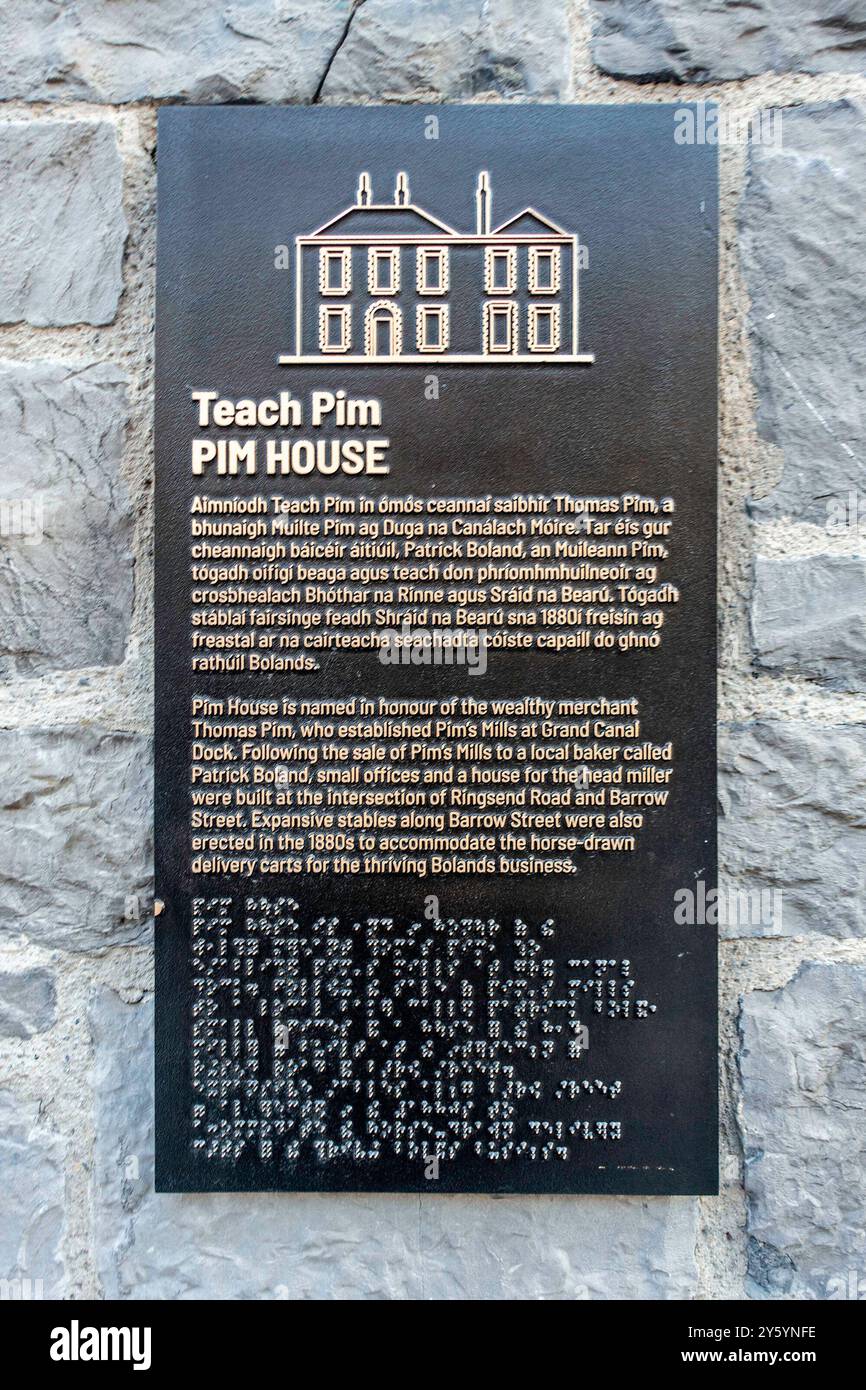 Teach Pim
PIM HOUSE
Aimníodh Teach Pim in ómós ceannaí saibhir Thomas Pim, a
bhunaigh Muilte Pim ag Duga na Canálach Móire. Tar éis gur
cheannaigh báicéir áitiúil, Patrick Boland, an Muileann Pim,
tógadh oifigí beaga agus teach don phríomhmhuilneoir ag
crosbhealach Bhóthar na Rinne agus Sráid na Bearú. Tógadh
stáblaí fairsinge feadh Shráid na Bearú sna 1880í freisin ag
freastal ar na cairteacha seachadta cóiste capaill do ghnó
rathúil Bolands.
Pim House is named in honour of the wealthy merchant
Thomas Pim, who established Pim's Mills at Grand Canal
Dock. Following the sale of Pim's Mills to a local baker called
Patrick Boland, small offices and a house for the head miller
were built at the intersection of Ringsend Road and Barrow
Street. Expansive stables along Barrow Street were also
erected in the 1880s to accommodate the horse-drawn
delivery carts for the thriving Bolands business.
alamy
Image ID: 2Y5YNFE
www.alamy.com